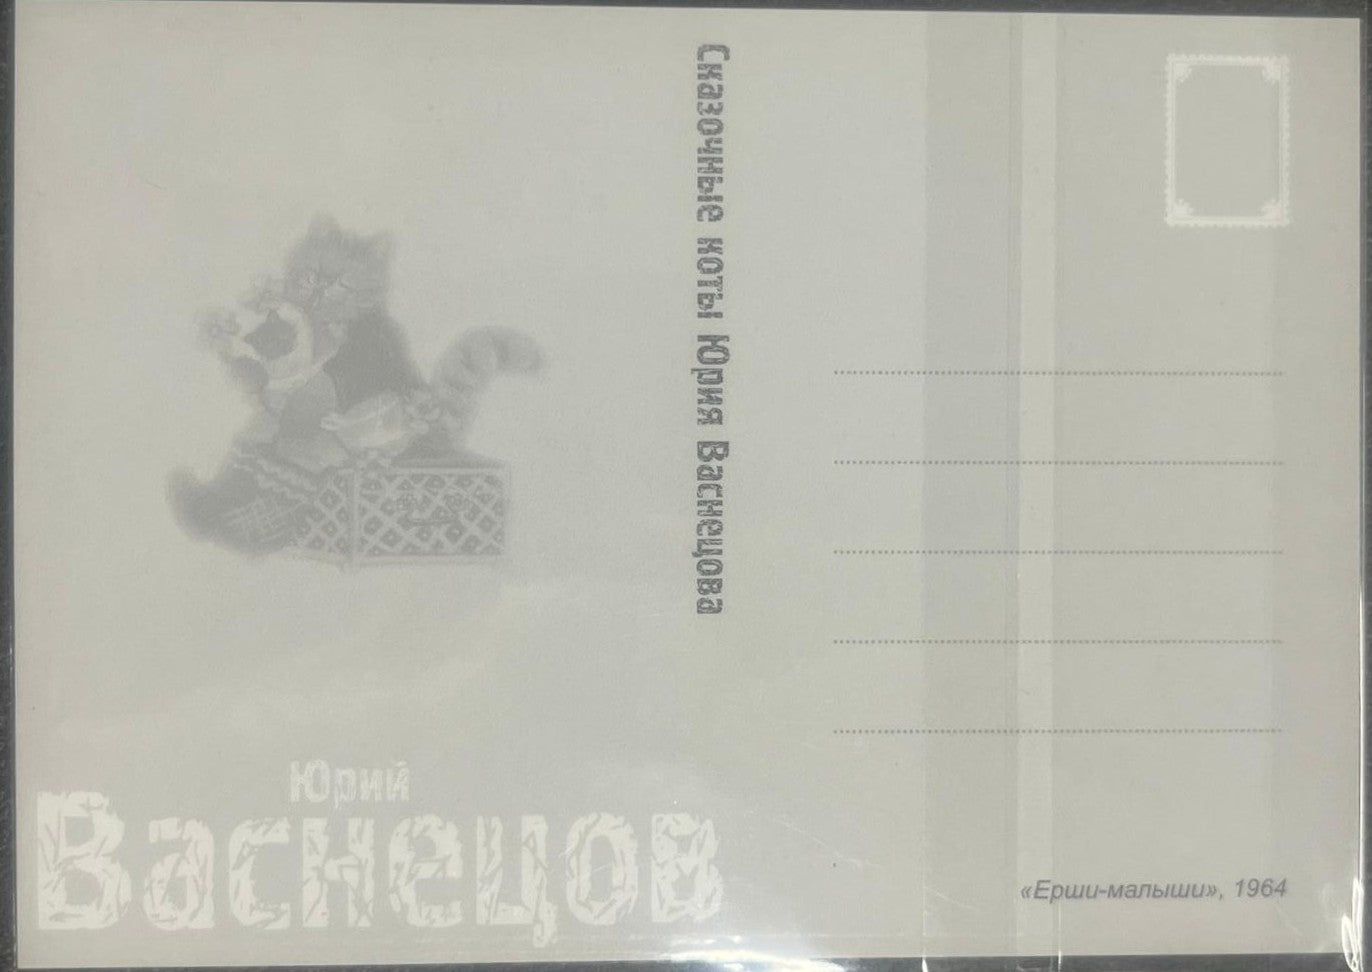 Сказочные коты Юрия Васнецова
Юрий
Васнецов
«Ерши-малыши», 1964